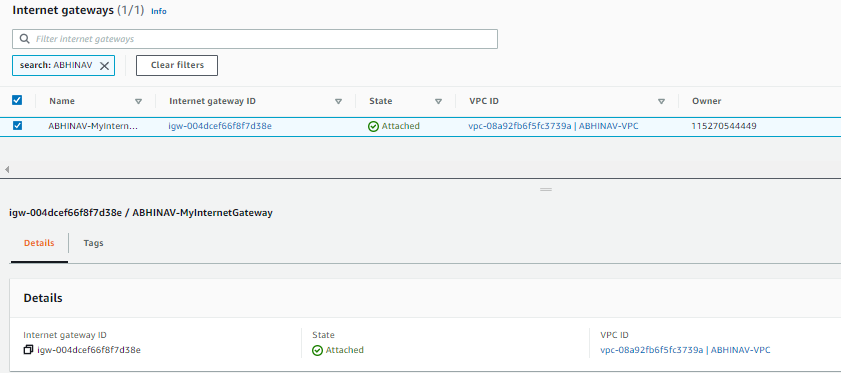 Internet gateways (1/1) Info
Filter internet gateways
search: ABHINAV
Clear filters
Name Internet gateway ID State VPC ID Owner
ABHINAV-MyIntern... igw-004dcef66f8f7d38e Attached vpc-08a92fb6f5fc3739a | ABHINAV-VPC 115270544449
igw-004dcef66f8f7d38e / ABHINAV-MyInternetGateway
Details Tags
Details
Internet gateway ID State VPC ID
igw-004dcef66f8f7d38e Attached vpc-08a92fb6f5fc3739a | ABHINAV-VPC